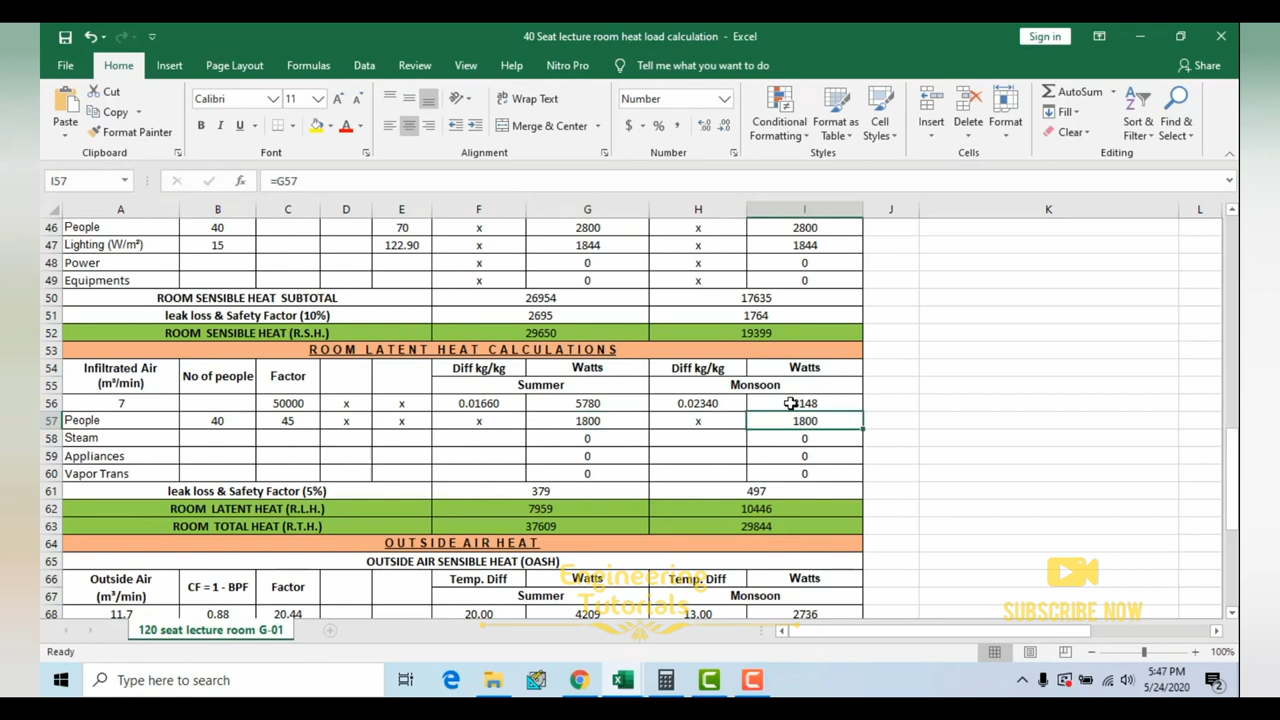 40 Seat lecture room heat load calculation - Excel
Sign in
File Home Insert Page Layout Formulas Data Review View Help Nitro Pro Tell me what you want to do Share
Paste
Cut
Copy
Format Painter
Clipboard
Calibri 11
B I U
Font
Wrap Text
Merge & Center
Alignment
Number
$ % ,
Number
Conditional Formatting
Format as Table
Cell Styles
Styles
Insert Delete Format
Cells
AutoSum
Fill
Clear
Sort & Filter
Find & Select
Editing
I57 fx =G57
A B C D E F G H I J K L
46 People 40 70 x 2800 x 2800
47 Lighting (W/m²) 15 122.90 x 1844 x 1844
48 Power x 0 x 0
49 Equipments x 0 x 0
50 ROOM SENSIBLE HEAT SUBTOTAL 26954 17635
51 leak loss & Safety Factor (10%) 2695 1764
52 ROOM SENSIBLE HEAT (R.S.H.) 29650 19399
53 ROOM LATENT HEAT CALCULATIONS
54 Infiltrated Air (m³/min) No of people Factor Diff kg/kg Watts Diff kg/kg Watts
55 Summer Monsoon
56 7 50000 x x 0.01660 5780 0.02340 148
57 People 40 45 x x x 1800 x 1800
58 Steam 0 0
59 Appliances 0 0
60 Vapor Trans 0 0
61 leak loss & Safety Factor (5%) 379 497
62 ROOM LATENT HEAT (R.L.H.) 7959 10446
63 ROOM TOTAL HEAT (R.T.H.) 37609 29844
64 OUTSIDE AIR HEAT
65 OUTSIDE AIR SENSIBLE HEAT (OASH)
66 Outside Air (m³/min) CF = 1 - BPF Factor Temp. Diff Watts Temp. Diff Watts
67 Summer Monsoon
68 11.7 0.88 20.44 20.00 4209 13.00 2736
Engineering
Tutorials
SUBSCRIBE NOW
120 seat lecture room G-01
100%
Type here to search
5:47 PM
5/24/2020
2